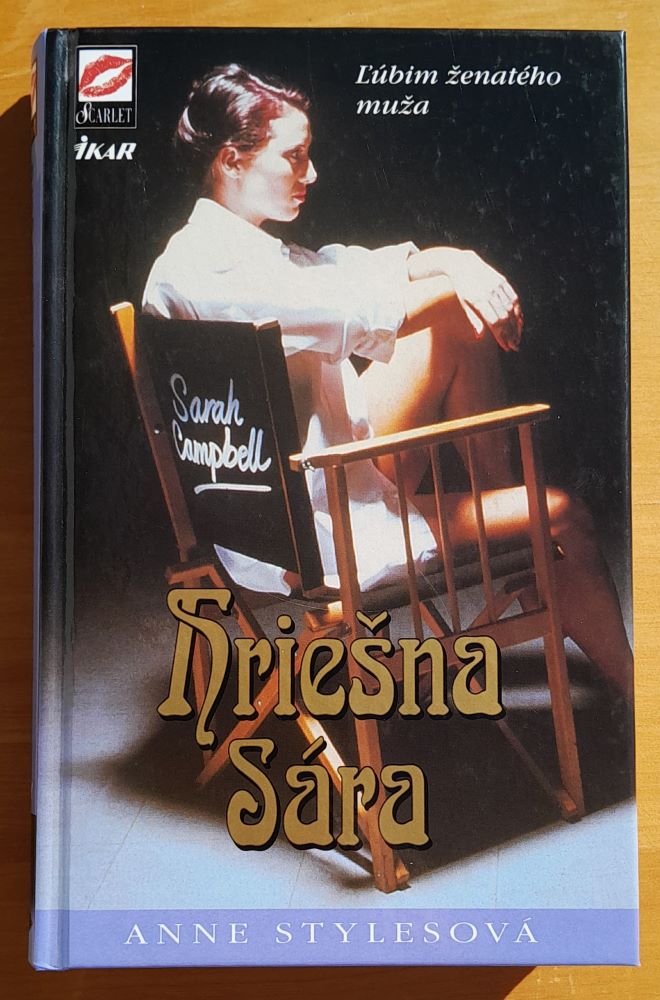 SCARLET
IKAR
Ľúbim ženatého
muža
Sarah
Campbell
Hriešna
Sára
ANNE STYLESOVÁ